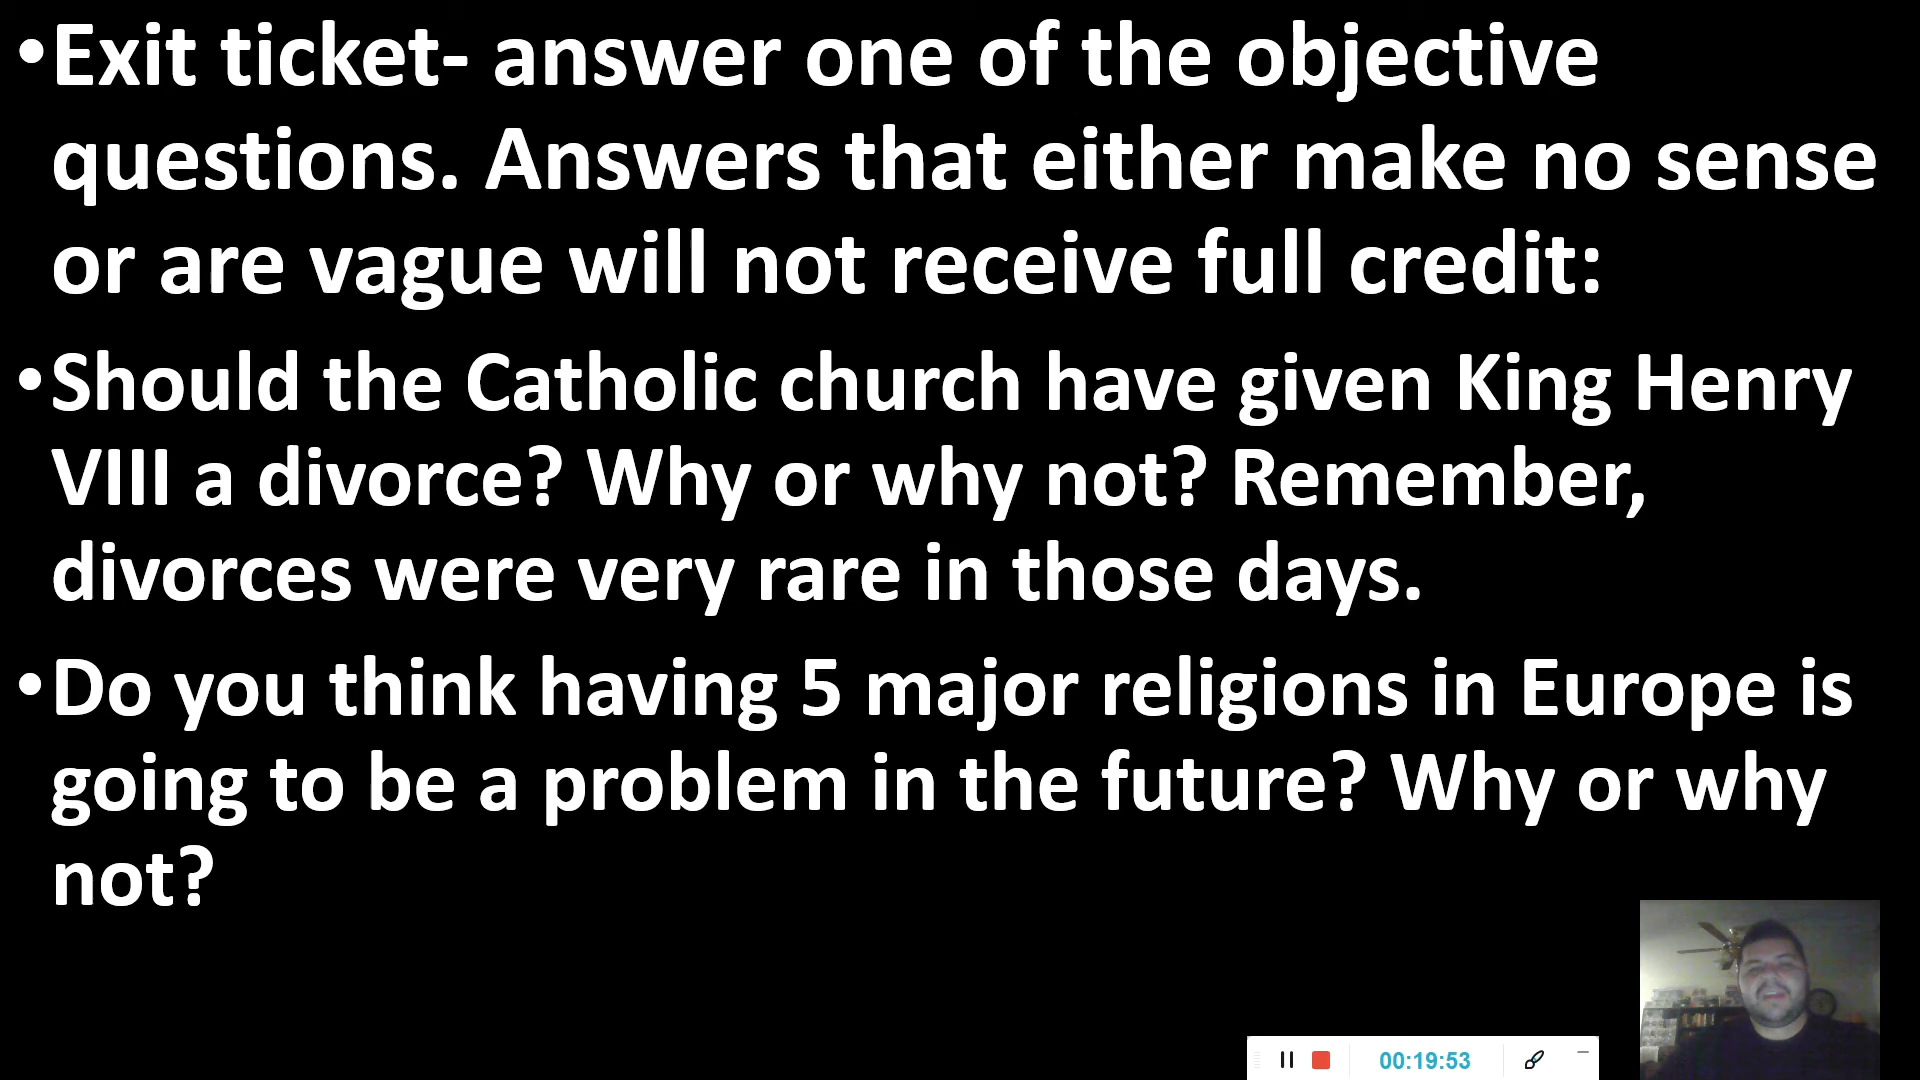 •Exit ticket- answer one of the objective
questions. Answers that either make no sense
or are vague will not receive full credit:
•Should the Catholic church have given King Henry
VIII a divorce? Why or why not? Remember,
divorces were very rare in those days.
•Do you think having 5 major religions in Europe is
going to be a problem in the future? Why or why
not?
00:19:53